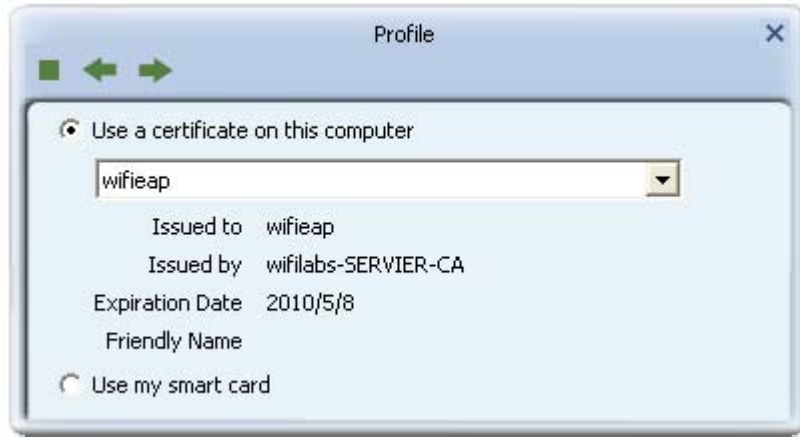 Profile
Use a certificate on this computer
wifieap
Issued to wifieap
Issued by wifilabs-SERVIER-CA
Expiration Date 2010/5/8
Friendly Name
Use my smart card